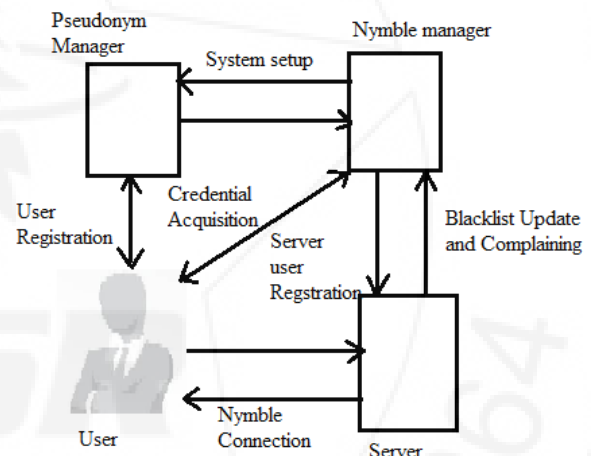 Pseudonym
Manager
Nymble manager
System setup
User
Registration
Credential
Acquisition
Server
user
Regstration
Blacklist Update
and Complaining
User
Nymble
Connection
Server